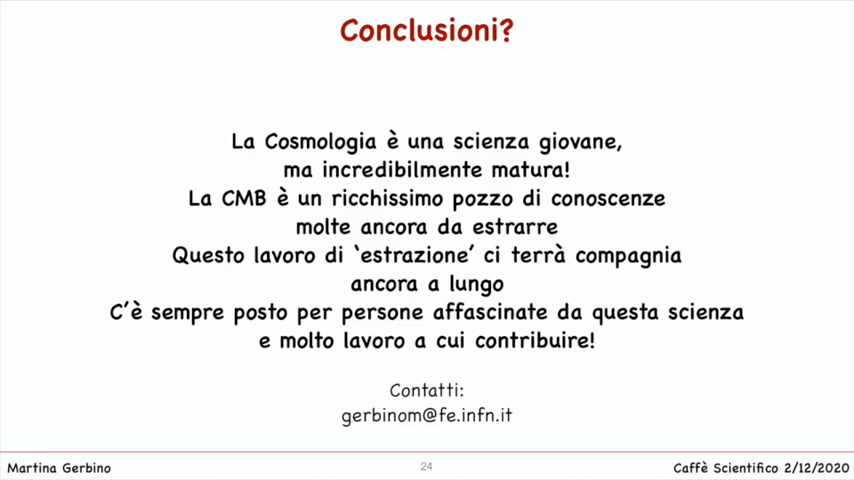 Conclusioni?
La Cosmologia è una scienza giovane,
ma incredibilmente matura!
La CMB è un ricchissimo pozzo di conoscenze
molte ancora da estrarre
Questo lavoro di ‘estrazione’ ci terrà compagnia
ancora a lungo
C’è sempre posto per persone affascinate da questa scienza
e molto lavoro a cui contribuire!
Contatti:
gerbinom@fe.infn.it
Martina Gerbino
24
Caffè Scientifico 2/12/2020